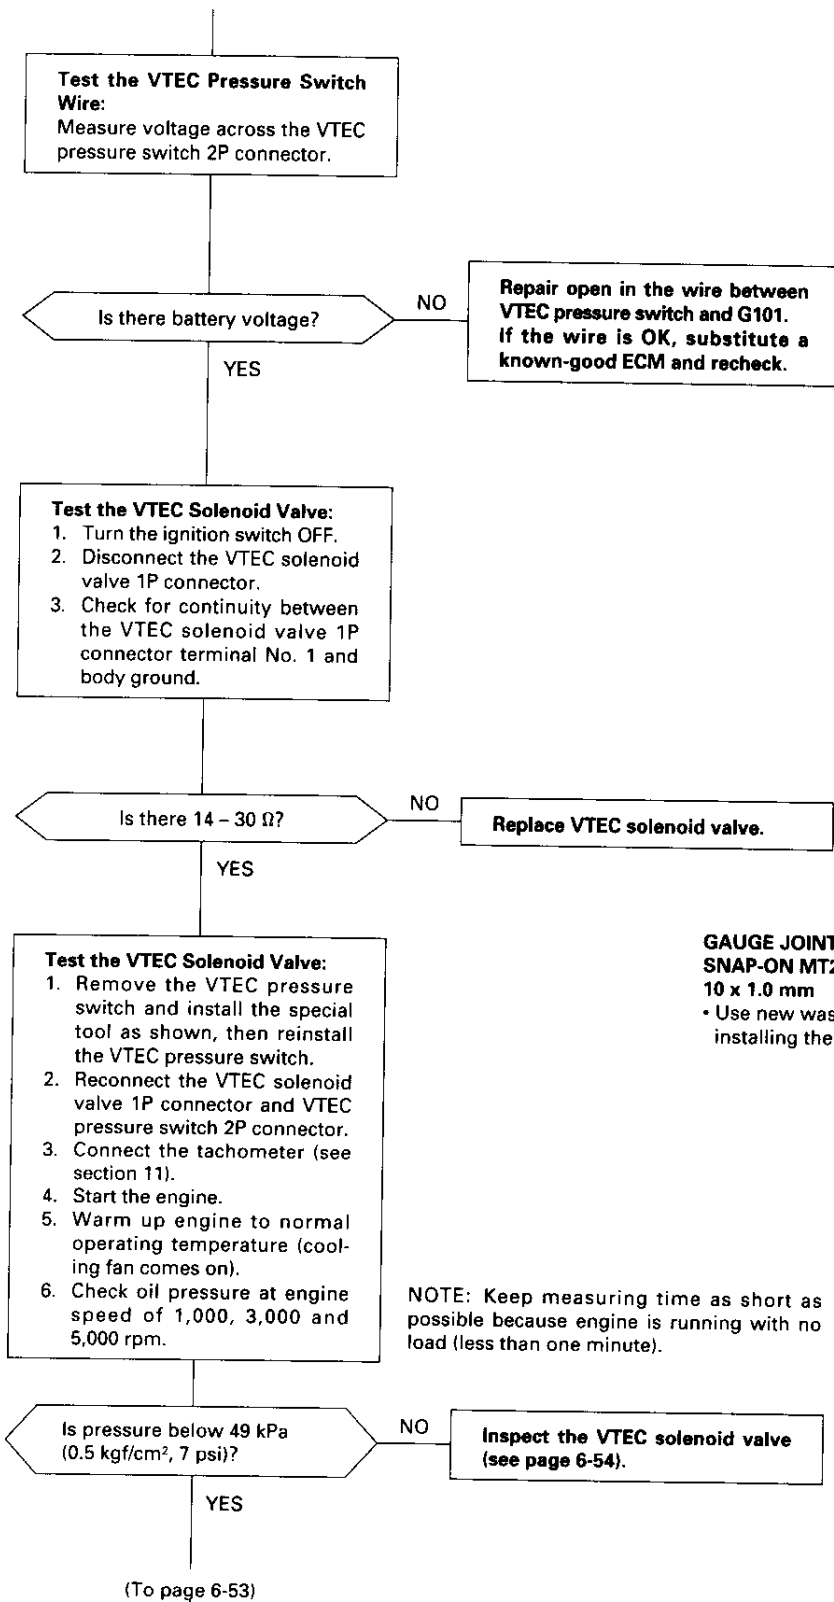 Test the VTEC Pressure Switch
Wire:
Measure voltage across the VTEC
pressure switch 2P connector.
Is there battery voltage?
NO
Repair open in the wire between
VTEC pressure switch and G101.
If the wire is OK, substitute a
known-good ECM and recheck.
YES
Test the VTEC Solenoid Valve:
1. Turn the ignition switch OFF.
2. Disconnect the VTEC solenoid
valve 1P connector.
3. Check for continuity between
the VTEC solenoid valve 1P
connector terminal No. 1 and
body ground.
Is there 14 – 30 Ω?
NO
Replace VTEC solenoid valve.
YES
Test the VTEC Solenoid Valve:
1. Remove the VTEC pressure
switch and install the special
tool as shown, then reinstall
the VTEC pressure switch.
2. Reconnect the VTEC solenoid
valve 1P connector and VTEC
pressure switch 2P connector.
3. Connect the tachometer (see
section 11).
4. Start the engine.
5. Warm up engine to normal
operating temperature (cool-
ing fan comes on).
6. Check oil pressure at engine
speed of 1,000, 3,000 and
5,000 rpm.
GAUGE JOINT
SNAP-ON MT2
10 x 1.0 mm
• Use new was
installing the
NOTE: Keep measuring time as short as
possible because engine is running with no
load (less than one minute).
Is pressure below 49 kPa
(0.5 kgf/cm², 7 psi)?
NO
Inspect the VTEC solenoid valve
(see page 6-54).
YES
(To page 6-53)